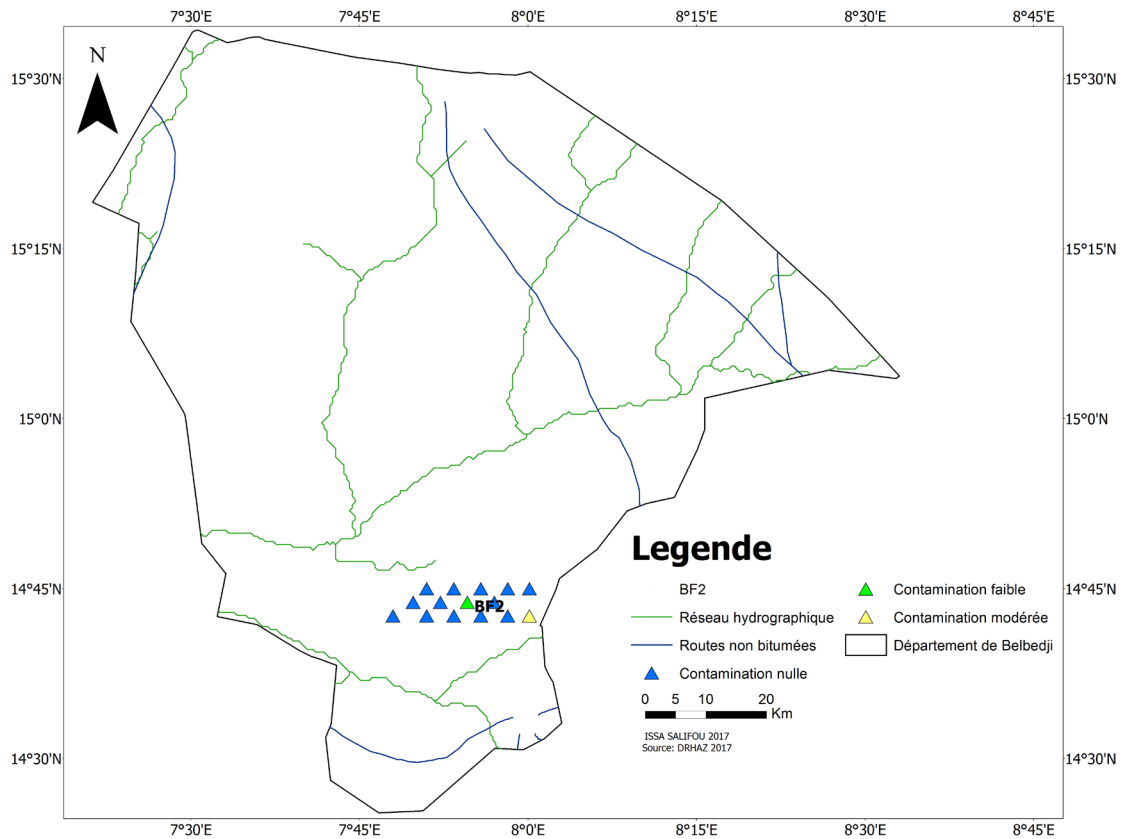 7°30'E 7°45'E 8°0'E 8°15'E 8°30'E 8°45'E
N
15°30'N 15°30'N
15°15'N 15°15'N
15°0'N 15°0'N
Legende
14°45'N 14°45'N
BF2
BF2
Contamination faible
Réseau hydrographique
Contamination modérée
Routes non bitumées
Département de Belbedji
Contamination nulle
0 5 10 20
Km
ISSA SALIFOU 2017
Source: DRHAZ 2017
14°30'N 14°30'N
7°30'E 7°45'E 8°0'E 8°15'E 8°30'E 8°45'E